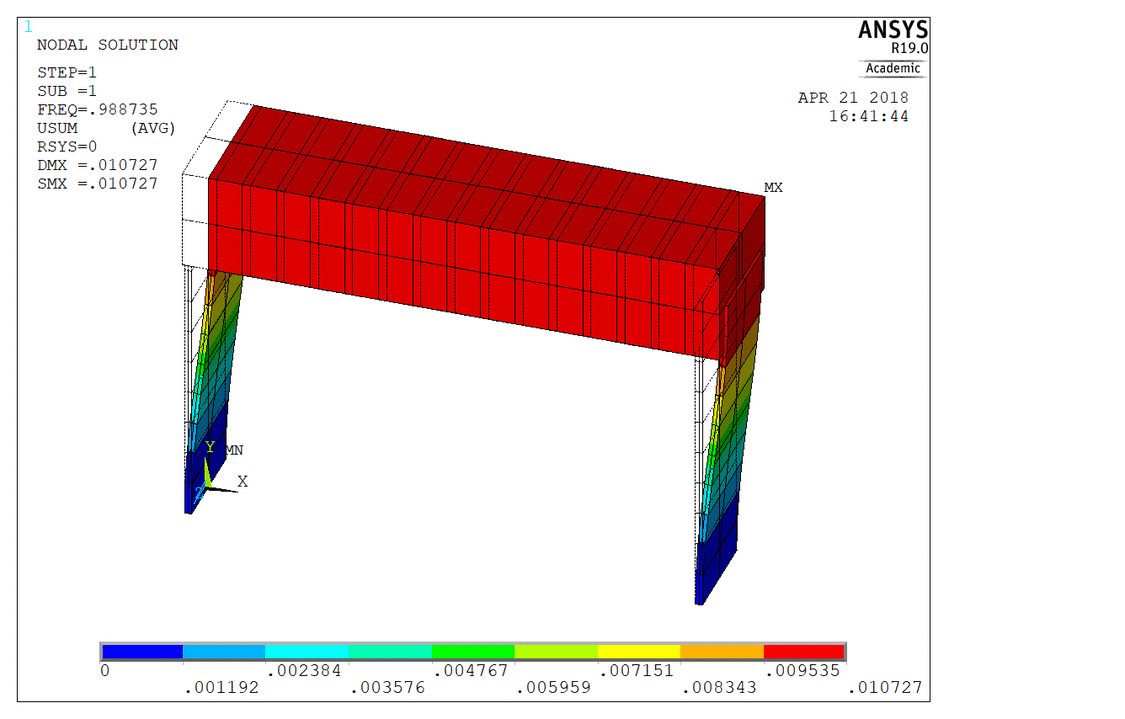 1
NODAL SOLUTION
STEP=1
SUB =1
FREQ=.988735
USUM (AVG)
RSYS=0
DMX =.010727
SMX =.010727
ANSYS
R19.0
Academic
APR 21 2018
16:41:44
MX
Y MN
X
Z
0 .002384 .004767 .007151 .009535
.001192 .003576 .005959 .008343 .010727